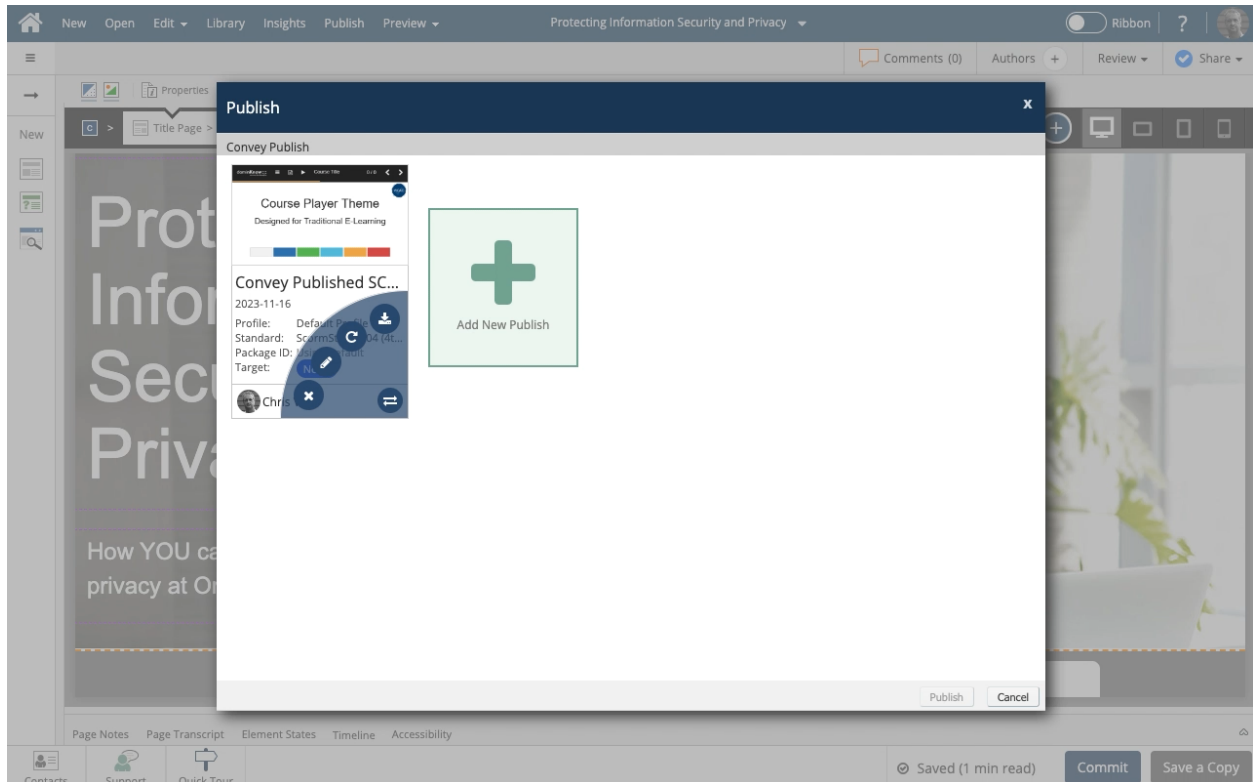 New Open Edit Library Insights Publish Preview Protecting Information Security and Privacy Ribbon ?
Comments (0) Authors + Review Share
Properties
New
C > Title Page >
Publish x
Convey Publish
Course Title
Course Player Theme
Designed for Traditional E-Learning
Convey Published SC...
2023-11-16
Profile: Default
Standard: 04 (4t...
Package ID:
Target:
Chris
Add New Publish
Prot
Infor
Secu
Priva
How YOU ca
privacy at Or
Publish Cancel
Page Notes Page Transcript Element States Timeline Accessibility
Contacts Support Quick Tour
Saved (1 min read) Commit Save a Copy